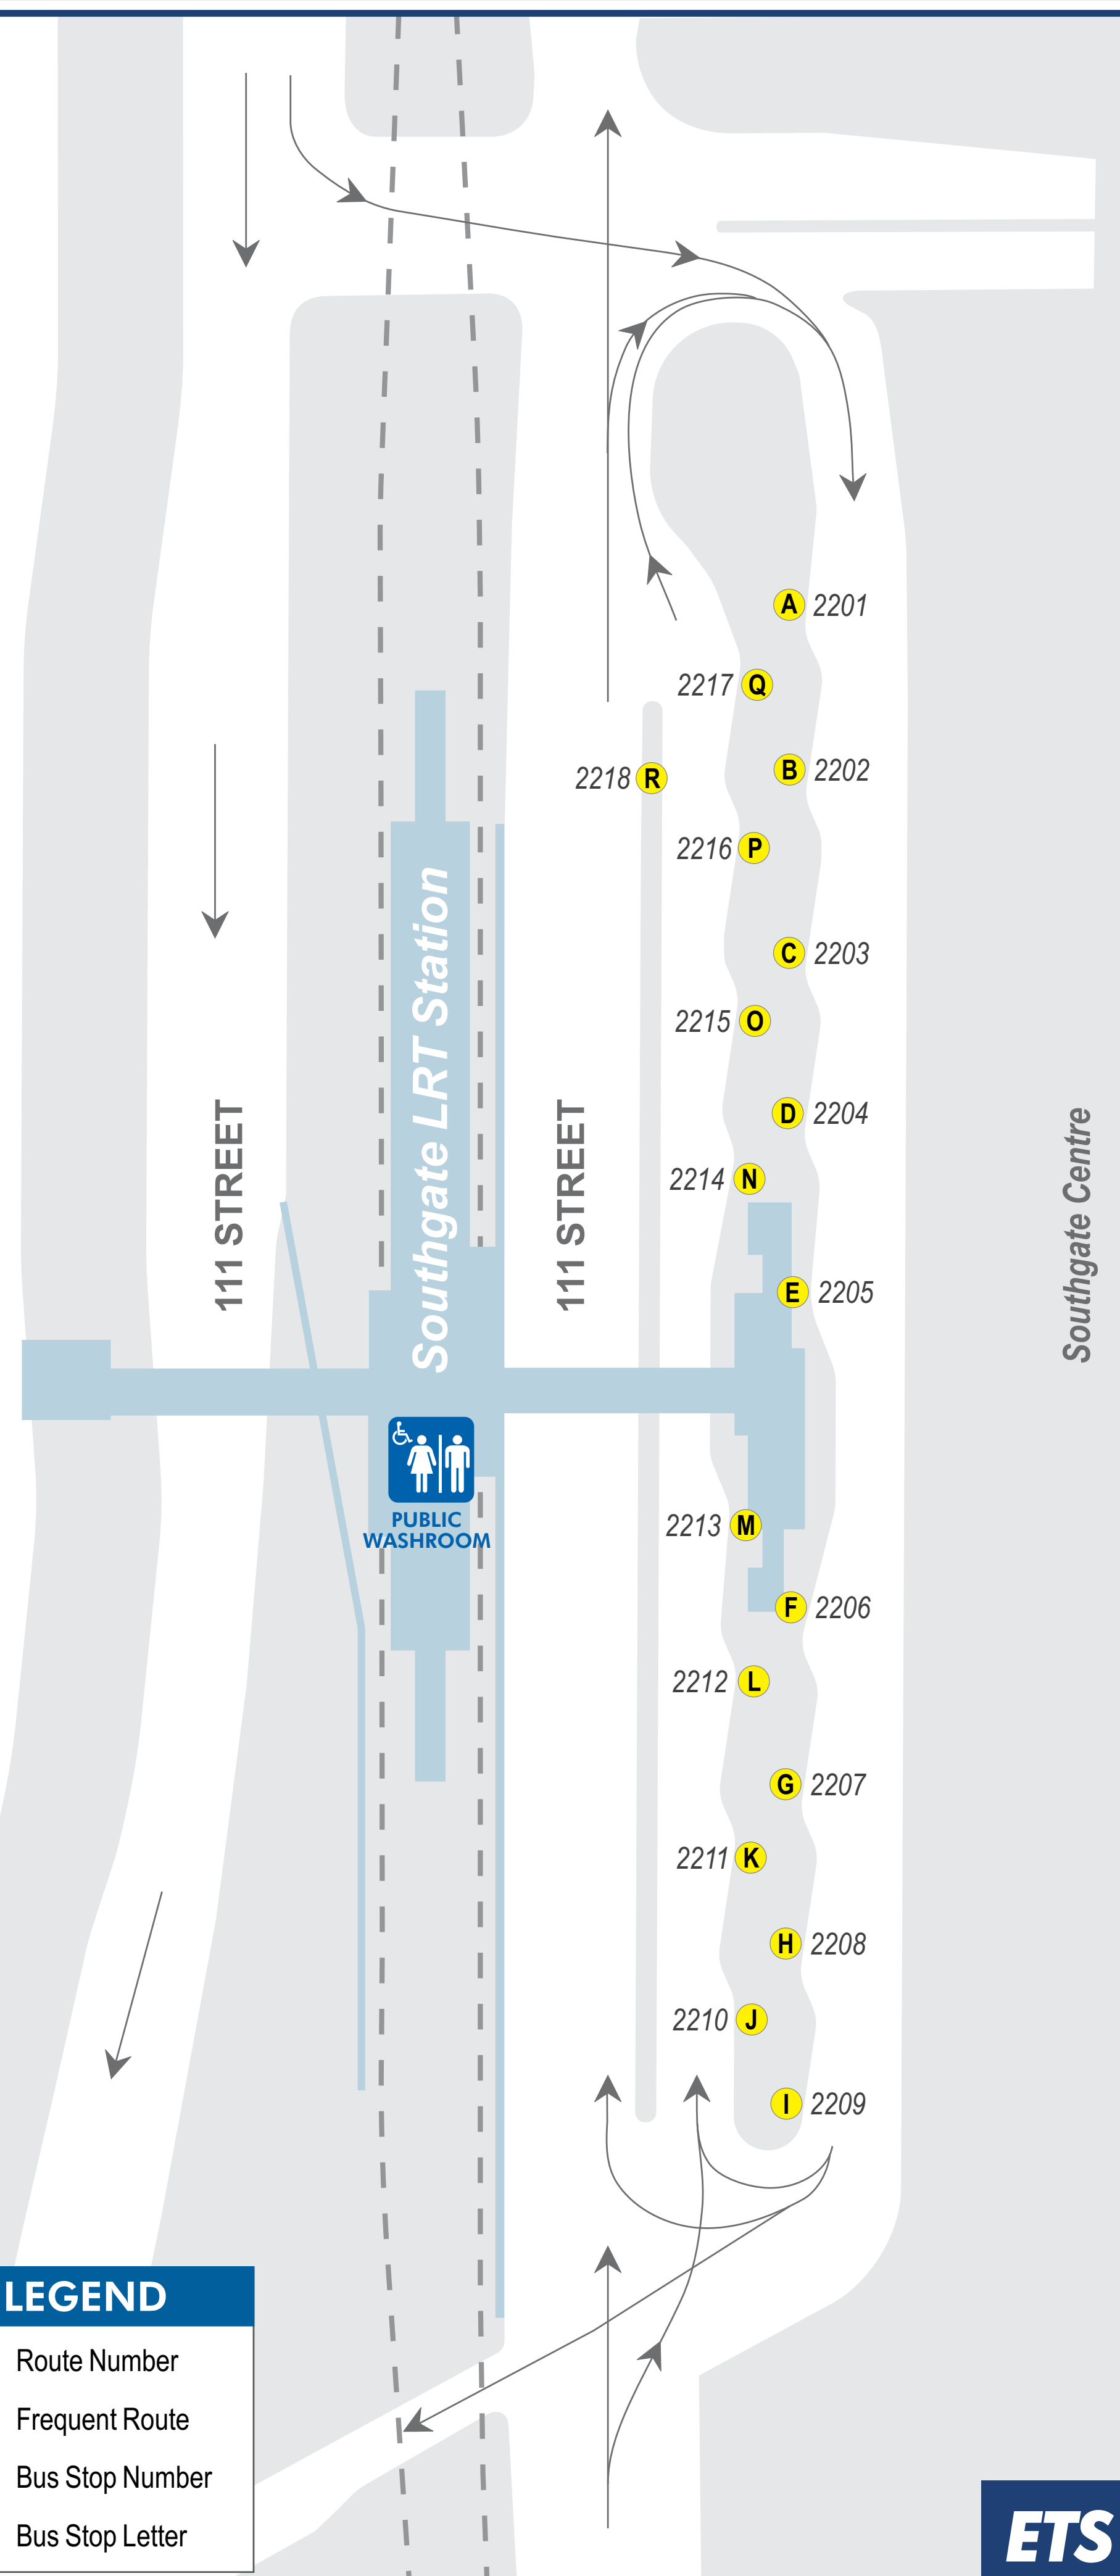 A 2201
2217 Q
B 2202
2218 R
2216 P
C 2203
2215 O
D 2204
2214 N
E 2205
Southgate LRT Station
111 STREET
111 STREET
Southgate Centre
PUBLIC
WASHROOM
2213 M
F 2206
2212 L
G 2207
2211 K
H 2208
2210 J
I 2209
LEGEND
Route Number
Frequent Route
Bus Stop Number
Bus Stop Letter
ETS